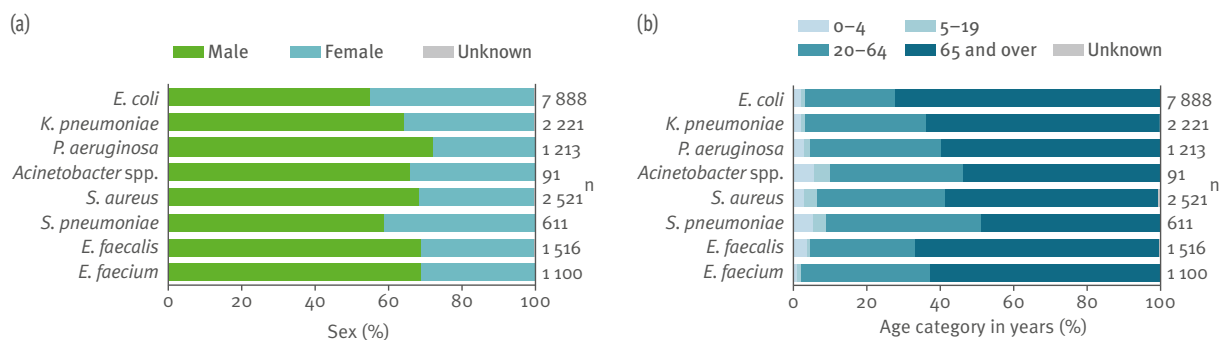 (a)
Male Female Unknown
E. coli 7 888
K. pneumoniae 2 221
P. aeruginosa 1 213
Acinetobacter spp. 91
n
S. aureus 2 521
S. pneumoniae 611
E. faecalis 1 516
E. faecium 1 100
0 20 40 60 80 100
Sex (%)
(b)
0–4 5–19
20–64 65 and over Unknown
E. coli 7 888
K. pneumoniae 2 221
P. aeruginosa 1 213
Acinetobacter spp. 91
n
S. aureus 2 521
S. pneumoniae 611
E. faecalis 1 516
E. faecium 1 100
0 20 40 60 80 100
Age category in years (%)